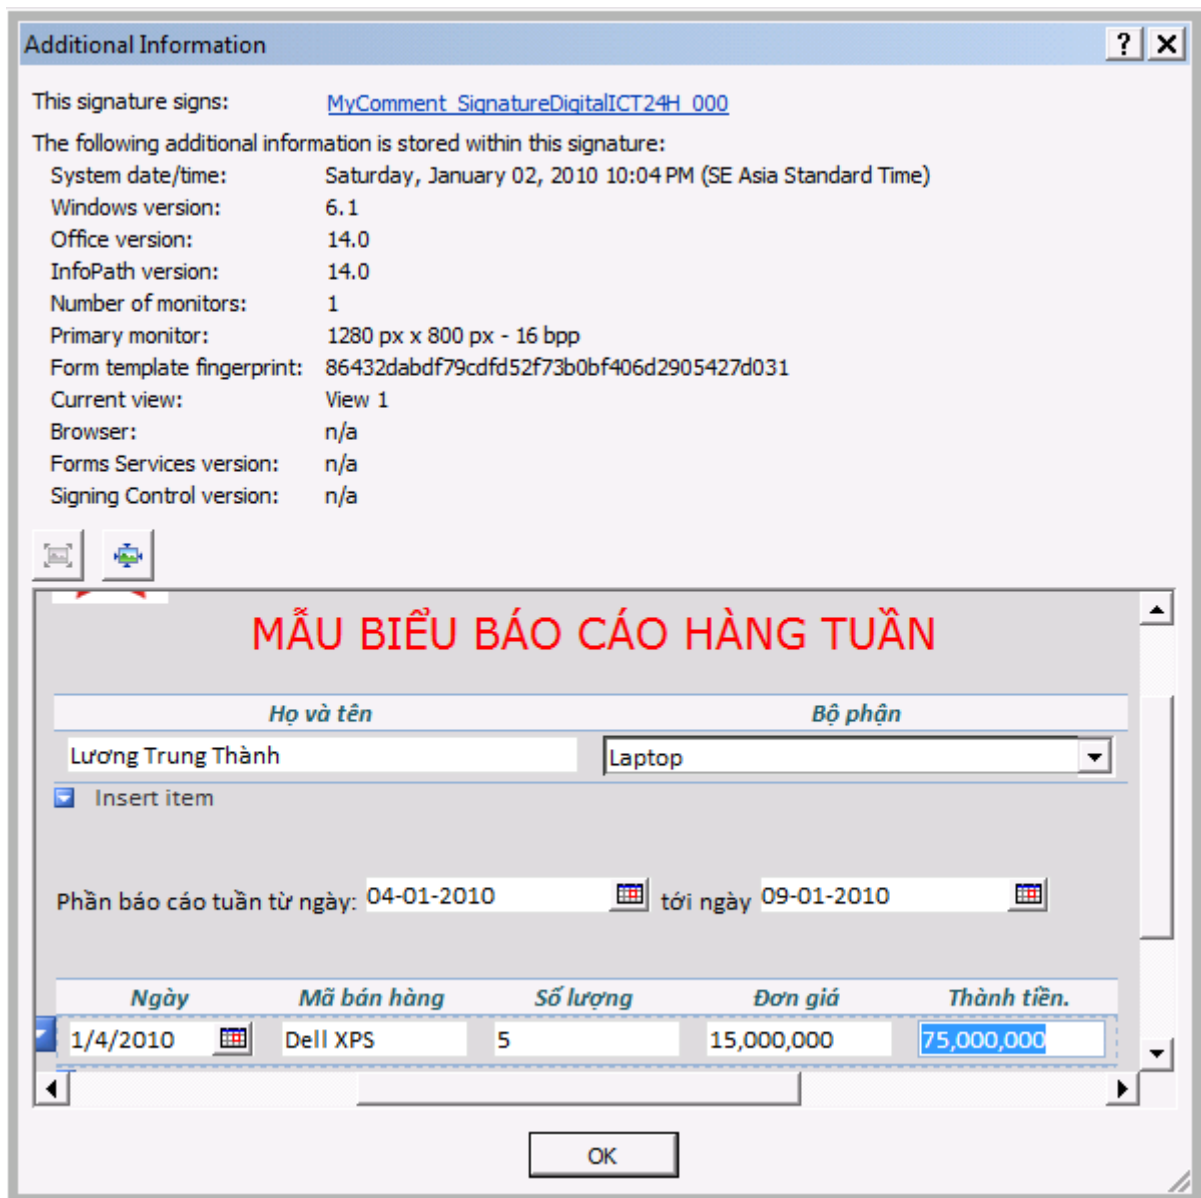 Additional Information
This signature signs: MyComment_SignatureDigitalICT24H_000
The following additional information is stored within this signature:
System date/time: Saturday, January 02, 2010 10:04 PM (SE Asia Standard Time)
Windows version: 6.1
Office version: 14.0
InfoPath version: 14.0
Number of monitors: 1
Primary monitor: 1280 px x 800 px - 16 bpp
Form template fingerprint: 86432dabdf79cdfd52f73b0bf406d2905427d031
Current view: View 1
Browser: n/a
Forms Services version: n/a
Signing Control version: n/a
MẪU BIỂU BÁO CÁO HÀNG TUẦN
Họ và tên Bộ phận
Lương Trung Thành Laptop
Insert item
Phần báo cáo tuần từ ngày: 04-01-2010 tới ngày 09-01-2010
Ngày Mã bán hàng Số lượng Đơn giá Thành tiền.
1/4/2010 Dell XPS 5 15,000,000 75,000,000
OK